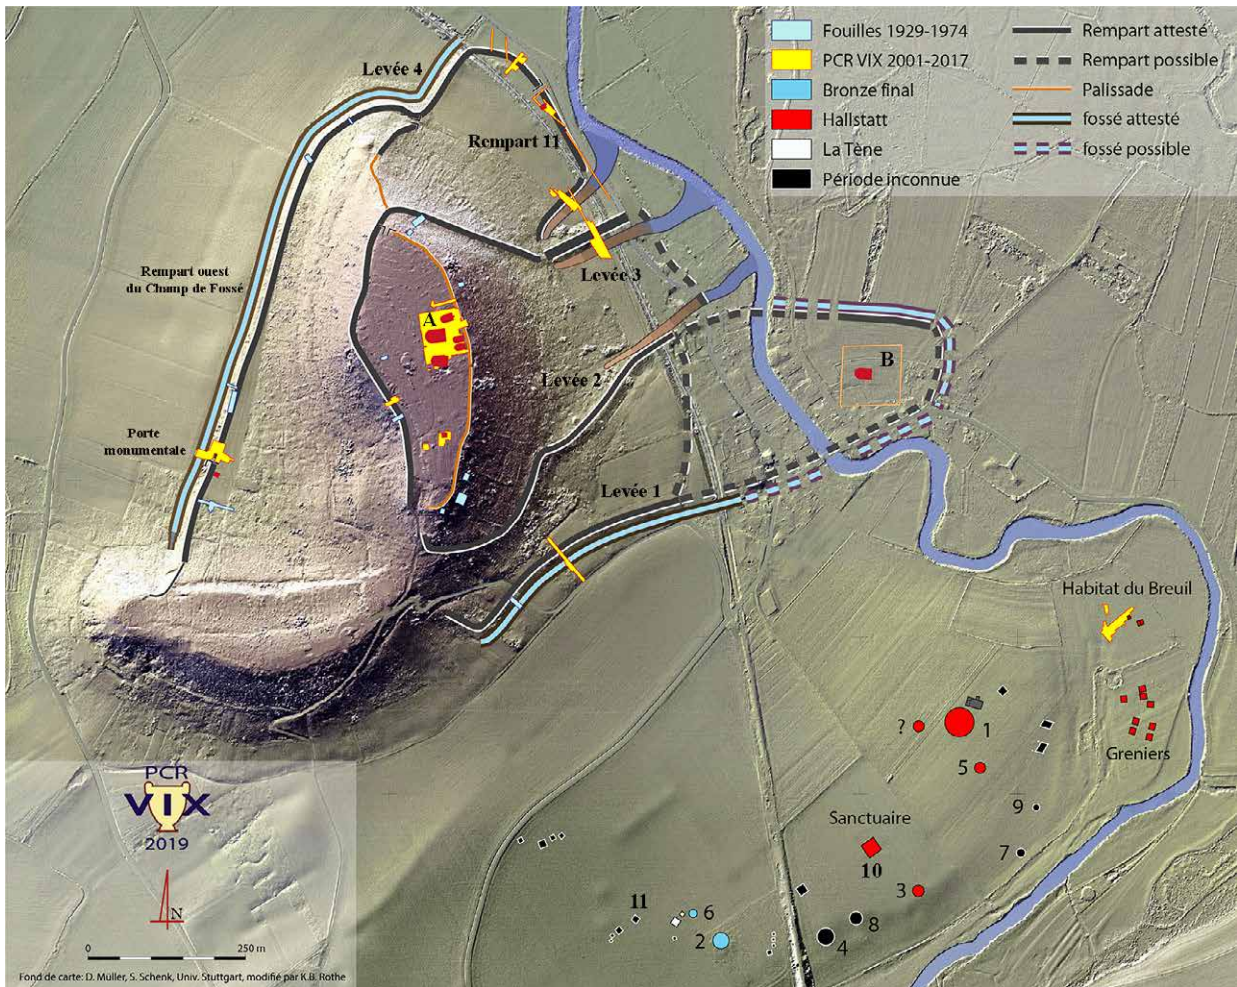 Fouilles 1929-1974
PCR VIX 2001-2017
Bronze final
Hallstatt
La Tène
Période inconnue
Rempart attesté
Rempart possible
Palissade
fossé attesté
fossé possible
Levée 4
Rempart 11
Rempart ouest
du Champ de Fossé
Levée 3
A
B
Levée 2
Porte
monumentale
Levée 1
Habitat du Breuil
?
1
5
Greniers
9
Sanctuaire
7
10
3
11
6
8
2
4
PCR
VIX
2019
N
0
250 m
Fond de carte: D. Müller, S. Schenk, Univ. Stuttgart, modifié par K.B. Rothe